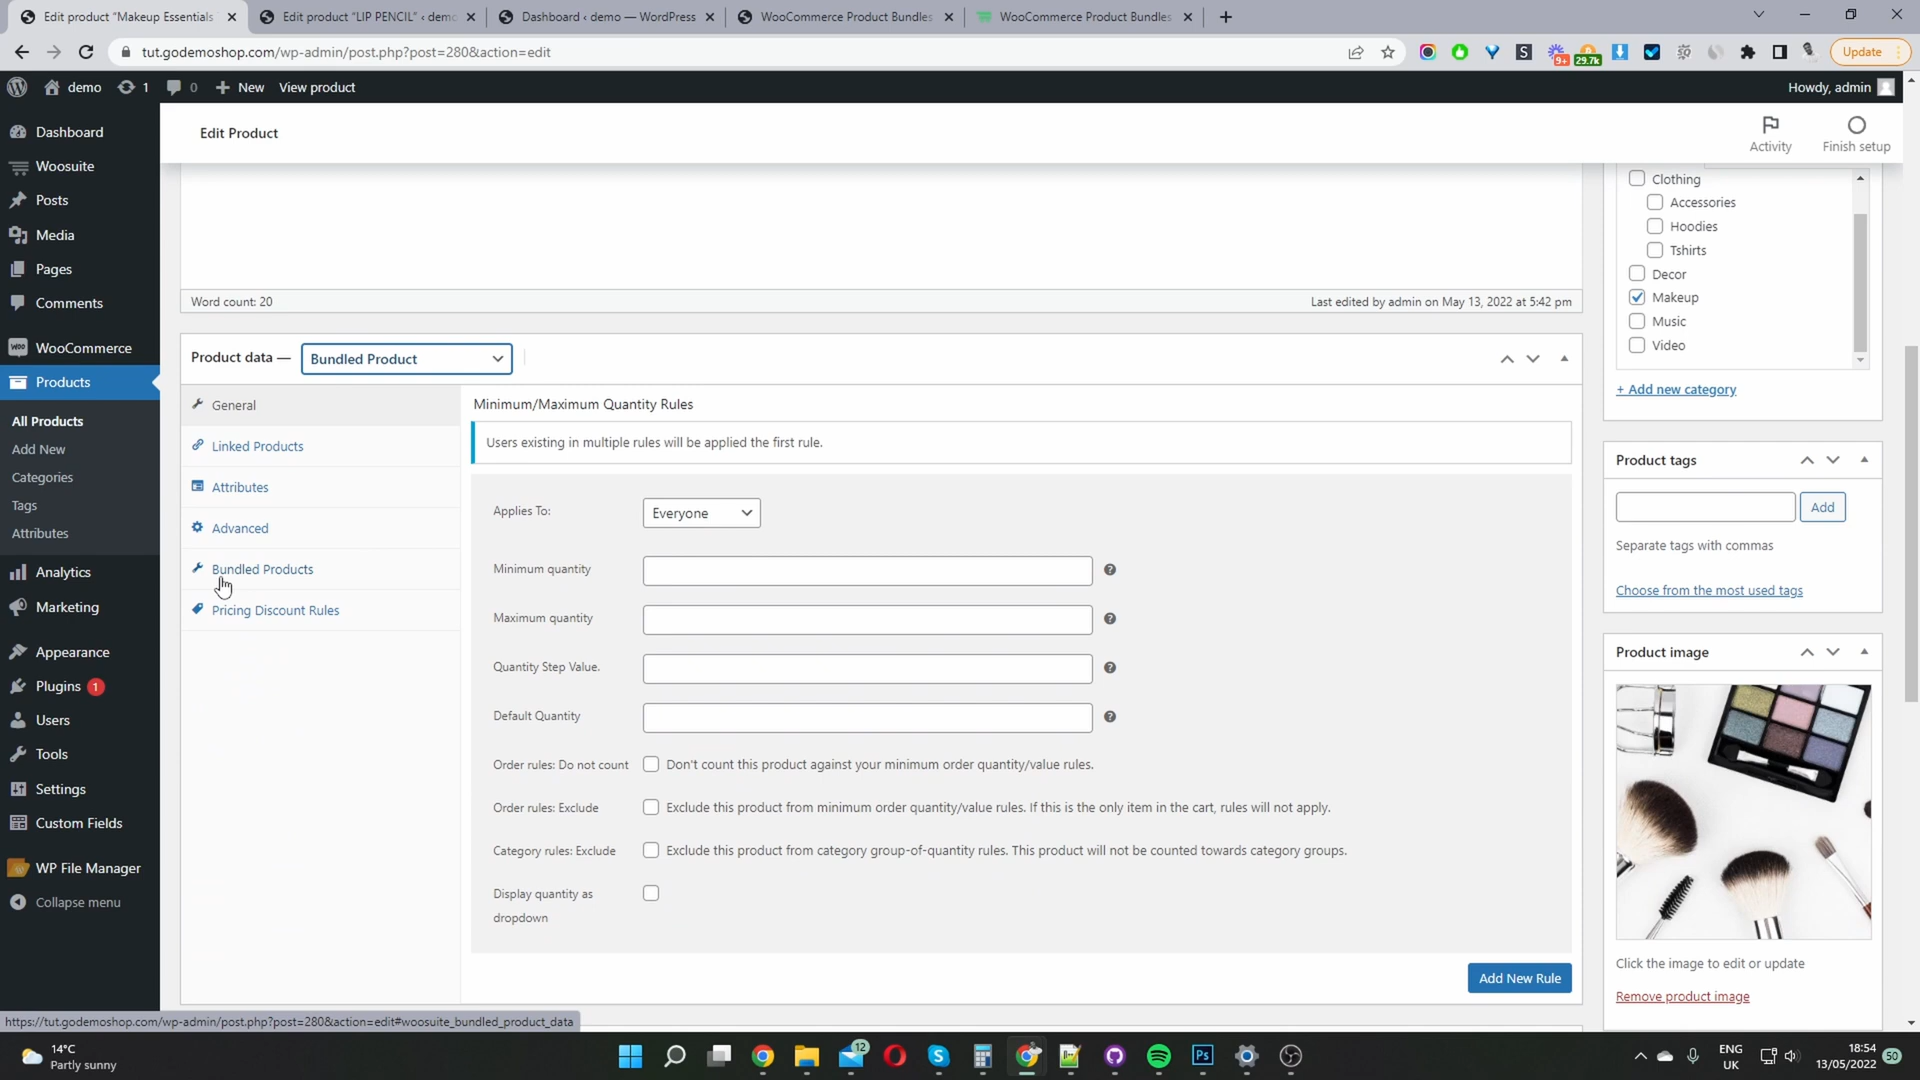 Edit product "Makeup Essentials
Edit product "LIP PENCIL" ‹ demo
Dashboard ‹ demo — WordPress
WooCommerce Product Bundles
WooCommerce Product Bundles
tut.godemoshop.com/wp-admin/post.php?post=280&action=edit
9+
29.7k
Update
demo
1
0
New
View product
Howdy, admin
Dashboard
Woosuite
Posts
Media
Pages
Comments
WooCommerce
Products
All Products
Add New
Categories
Tags
Attributes
Analytics
Marketing
Appearance
Plugins 1
Users
Tools
Settings
Custom Fields
WP File Manager
Collapse menu
Edit Product
Activity
Finish setup
Word count: 20
Last edited by admin on May 13, 2022 at 5:42 pm
Product data —
Bundled Product
General
Linked Products
Attributes
Advanced
Bundled Products
Pricing Discount Rules
Minimum/Maximum Quantity Rules
Users existing in multiple rules will be applied the first rule.
Applies To:
Everyone
Minimum quantity
Maximum quantity
Quantity Step Value.
Default Quantity
Order rules: Do not count
Don't count this product against your minimum order quantity/value rules.
Order rules: Exclude
Exclude this product from minimum order quantity/value rules. If this is the only item in the cart, rules will not apply.
Category rules: Exclude
Exclude this product from category group-of-quantity rules. This product will not be counted towards category groups.
Display quantity as
dropdown
Add New Rule
Clothing
Accessories
Hoodies
Tshirts
Decor
Makeup
Music
Video
+ Add new category
Product tags
Add
Separate tags with commas
Choose from the most used tags
Product image
Click the image to edit or update
Remove product image
https://tut.godemoshop.com/wp-admin/post.php?post=280&action=edit#woosuite_bundled_product_data
14°C
Partly sunny
12
Ps
ENG
UK
18:54
13/05/2022
50